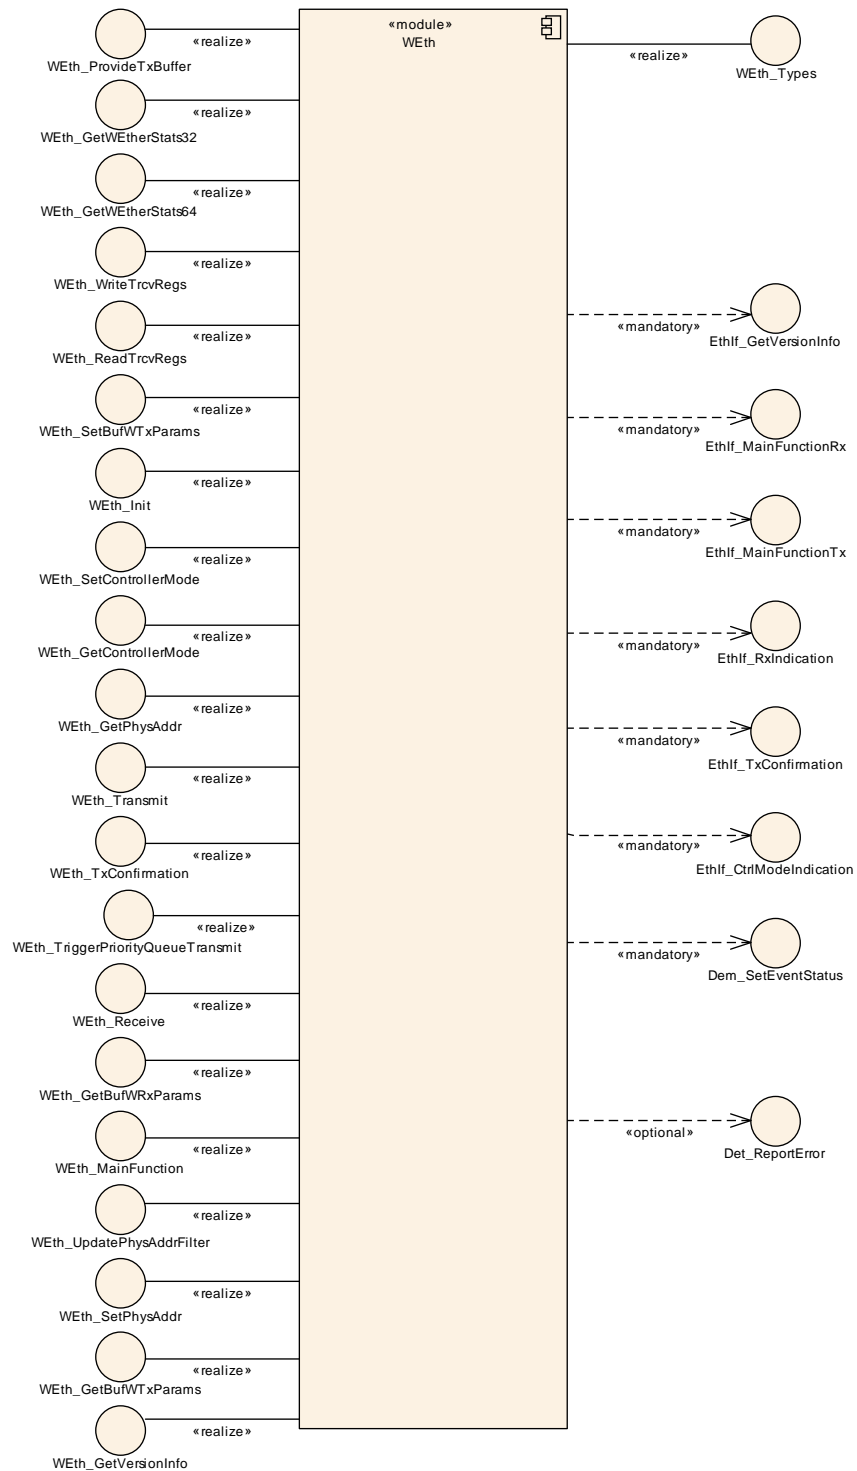 «module»
WEth
«realize»
WEth_ProvideTxBuffer
«realize»
WEth_GetWEtherStats32
«realize»
WEth_GetWEtherStats64
«realize»
WEth_WriteTrcvRegs
«realize»
WEth_ReadTrcvRegs
«realize»
WEth_SetBufWTxParams
«realize»
WEth_Init
«realize»
WEth_SetControllerMode
«realize»
WEth_GetControllerMode
«realize»
WEth_GetPhysAddr
«realize»
WEth_Transmit
«realize»
WEth_TxConfirmation
«realize»
WEth_TriggerPriorityQueueTransmit
«realize»
WEth_Receive
«realize»
WEth_GetBufWRxParams
«realize»
WEth_MainFunction
«realize»
WEth_UpdatePhysAddrFilter
«realize»
WEth_SetPhysAddr
«realize»
WEth_GetBufWTxParams
«realize»
WEth_GetVersionInfo
«realize»
WEth_Types
«mandatory»
EthIf_GetVersionInfo
«mandatory»
EthIf_MainFunctionRx
«mandatory»
EthIf_MainFunctionTx
«mandatory»
EthIf_RxIndication
«mandatory»
EthIf_TxConfirmation
«mandatory»
EthIf_CtrlModeIndication
«mandatory»
Dem_SetEventStatus
«optional»
Det_ReportError